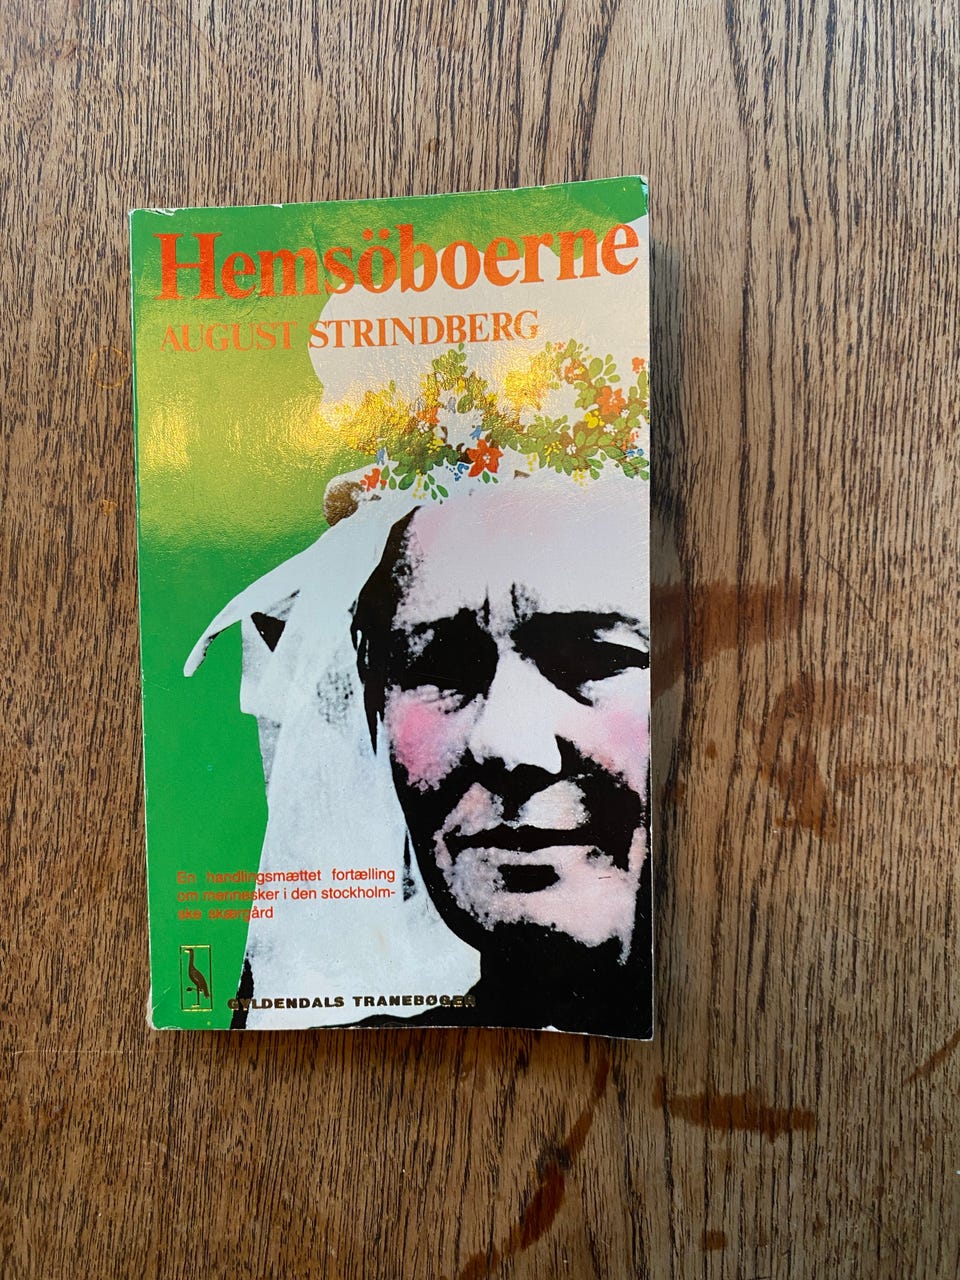 Hemsöboerne
AUGUST STRINDBERG
En handlingsmættet fortælling
om mennesker i den stockholm-
ske skærgård
GYLDENDALS TRANEBØGER